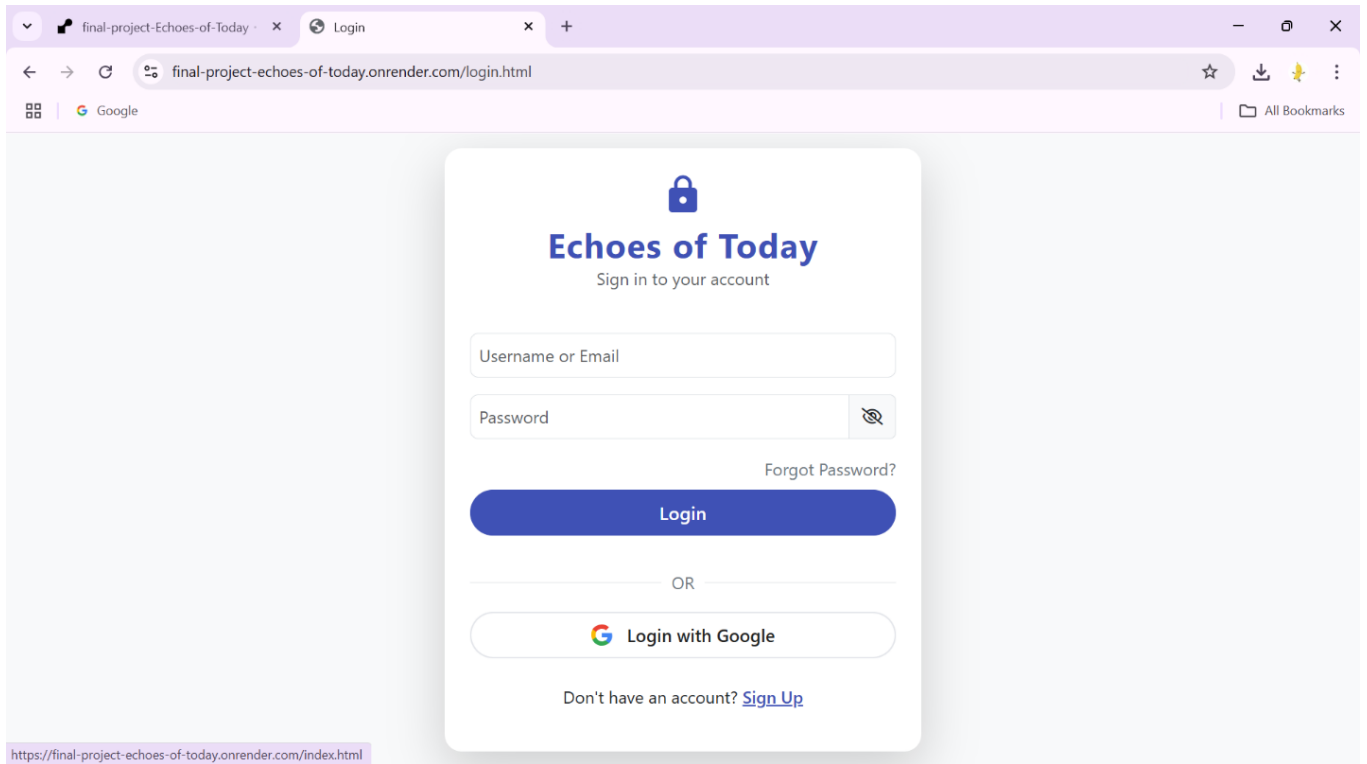 final-project-Echoes-of-Today
Login
final-project-echoes-of-today.onrender.com/login.html
Google
All Bookmarks
Echoes of Today
Sign in to your account
Username or Email
Password
Forgot Password?
Login
OR
Login with Google
Don't have an account? Sign Up
https://final-project-echoes-of-today.onrender.com/index.html